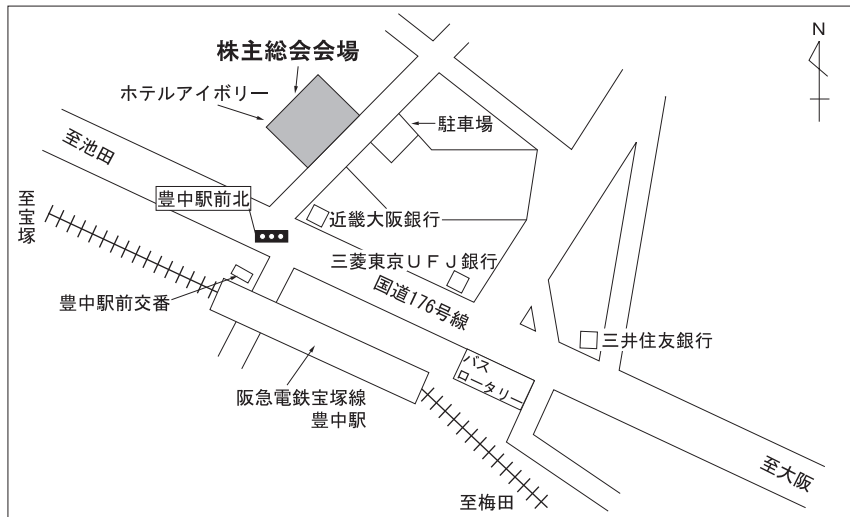 株主総会会場
N
ホテルアイボリー
駐車場
至池田
豊中駅前北
至宝塚
近畿大阪銀行
三菱東京UFJ銀行
国道176号線
豊中駅前交番
三井住友銀行
バス
ロータリー
阪急電鉄宝塚線
豊中駅
至大阪
至梅田